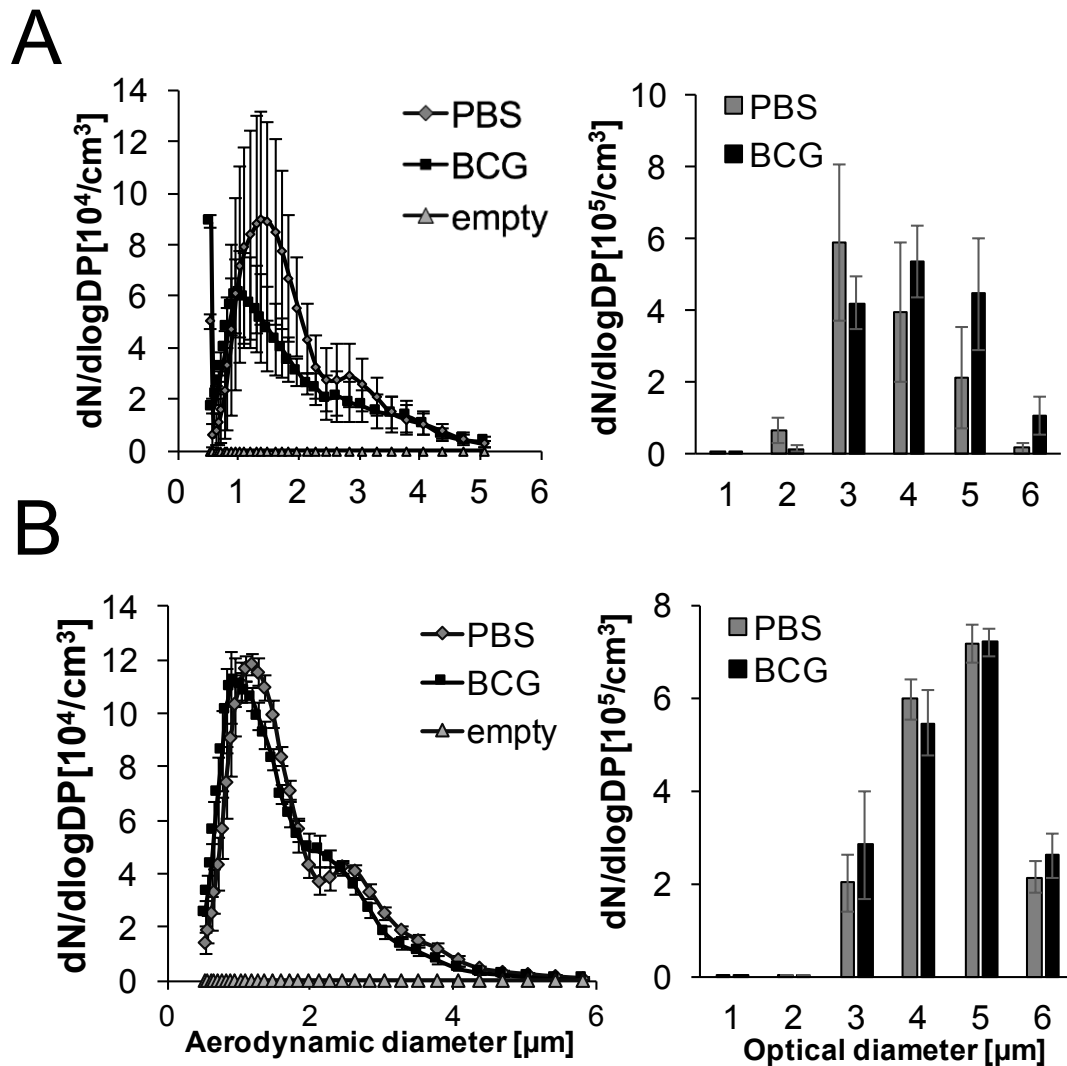 A
dN/dlogDP[10⁴/cm³]
14
12
10
8
6
4
2
0
0 1 2 3 4 5 6
PBS
BCG
empty
dN/dlogDP[10⁵/cm³]
10
8
6
4
2
0
1 2 3 4 5 6
PBS
BCG
B
dN/dlogDP[10⁴/cm³]
14
12
10
8
6
4
2
0
0 2 4 6
Aerodynamic diameter [µm]
PBS
BCG
empty
dN/dlogDP[10⁵/cm³]
8
6
4
2
0
1 2 3 4 5 6
Optical diameter [µm]
PBS
BCG